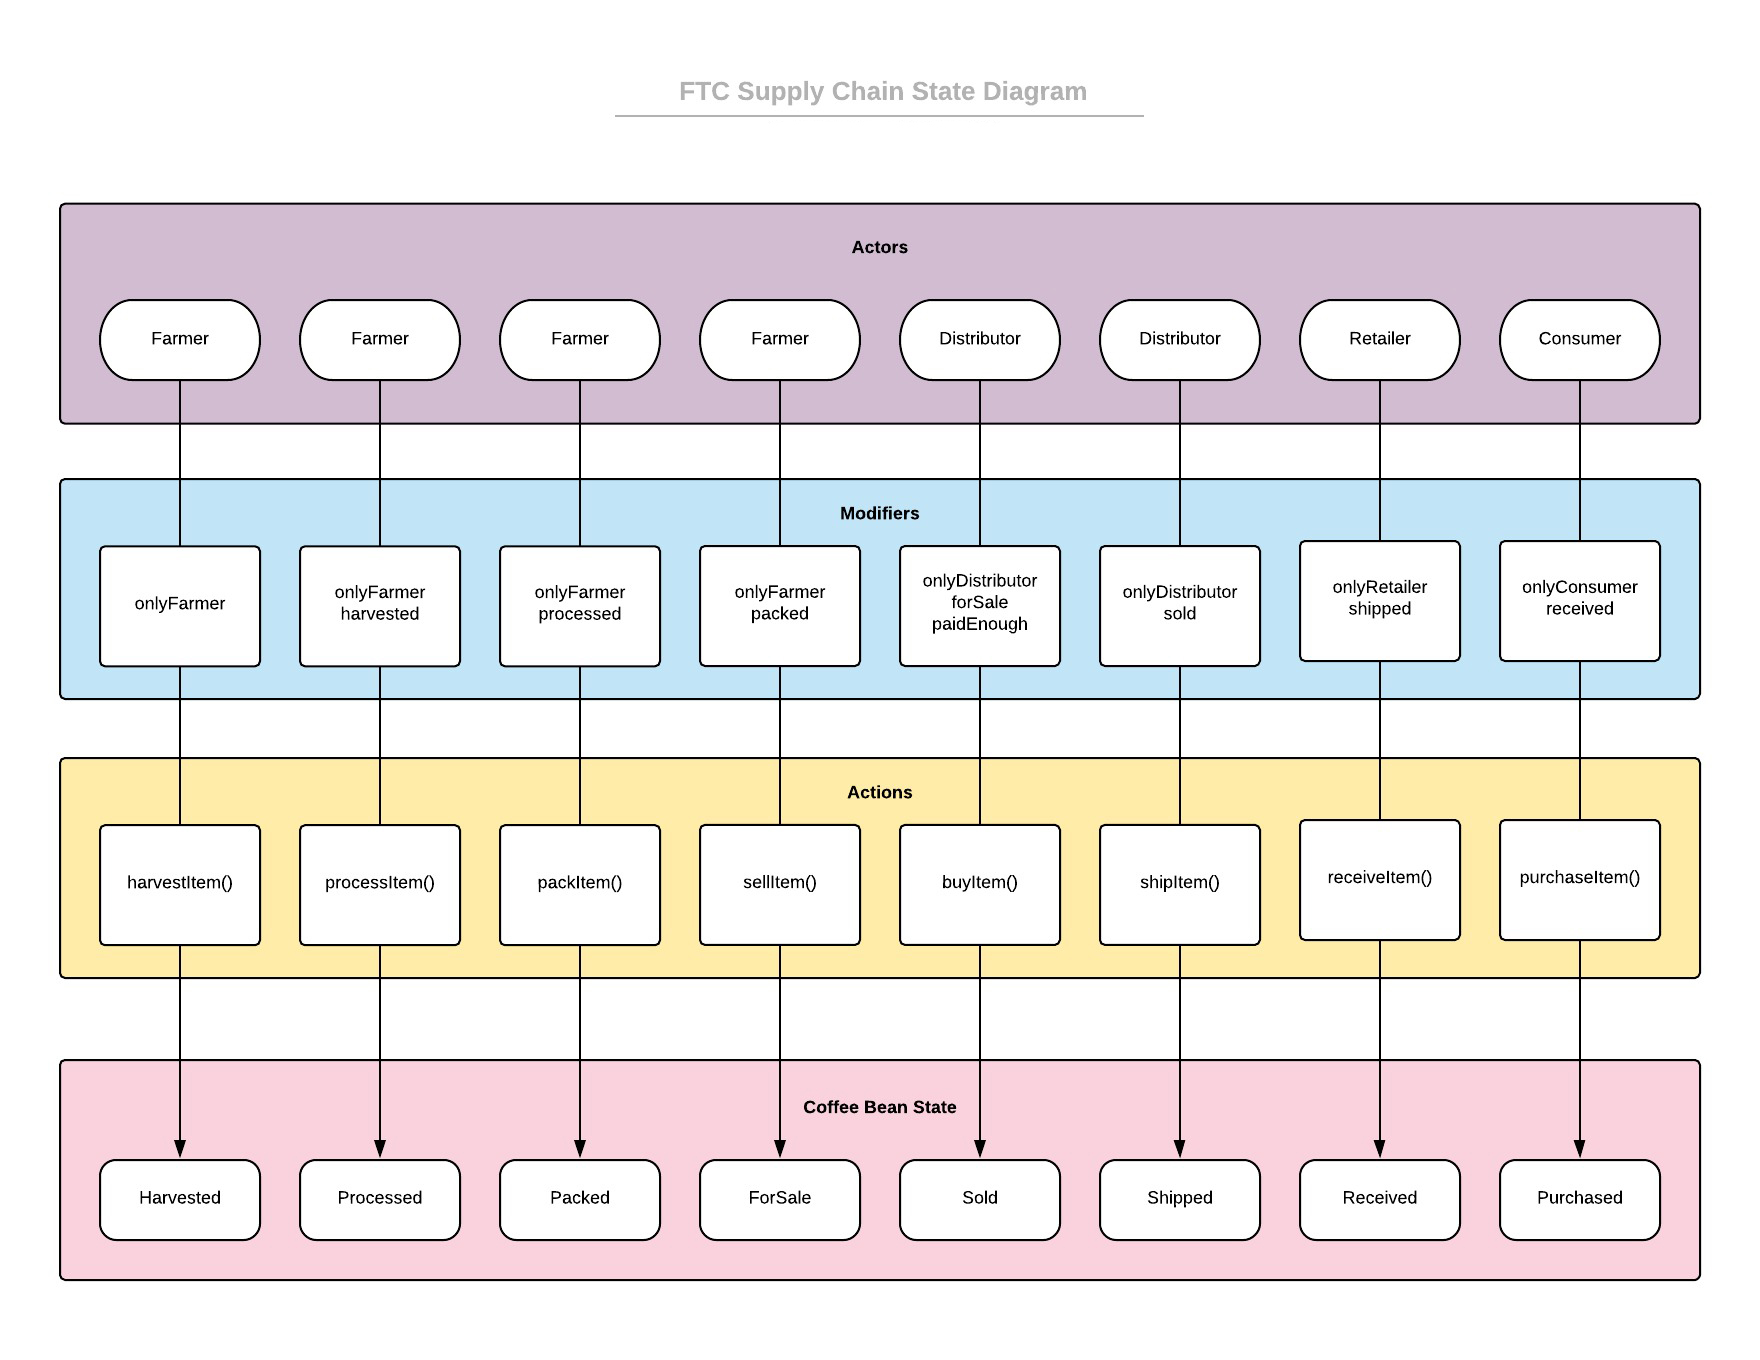 FTC Supply Chain State Diagram
Actors
Farmer
Farmer
Farmer
Farmer
Distributor
Distributor
Retailer
Consumer
Modifiers
onlyFarmer
onlyFarmer
harvested
onlyFarmer
processed
onlyFarmer
packed
onlyDistributor
forSale
paidEnough
onlyDistributor
sold
onlyRetailer
shipped
onlyConsumer
received
Actions
harvestItem()
processItem()
packItem()
sellItem()
buyItem()
shipItem()
receiveItem()
purchaseItem()
Coffee Bean State
Harvested
Processed
Packed
ForSale
Sold
Shipped
Received
Purchased